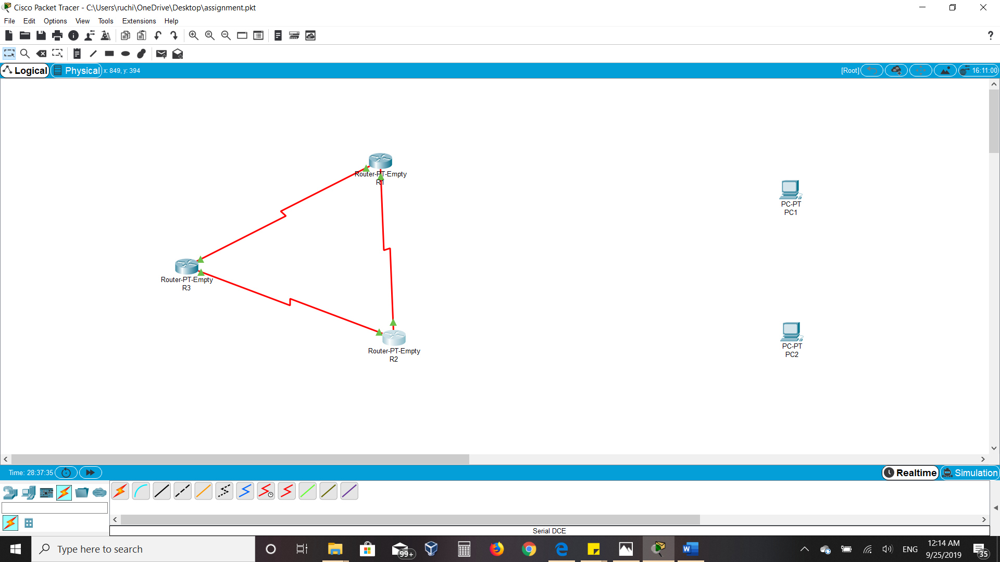 Cisco Packet Tracer - C:\Users\ruchi\OneDrive\Desktop\assignment.pkt
File Edit Options View Tools Extensions Help
?
Logical Physical x: 849, y: 394 [Root] 16:11:00
Router-PT-Empty
R1
PC-PT
PC1
Router-PT-Empty
R3
Router-PT-Empty
R2
PC-PT
PC2
Time: 28:37:35 Realtime Simulation
Serial DCE
Type here to search
99+
ENG
12:14 AM
9/25/2019
35